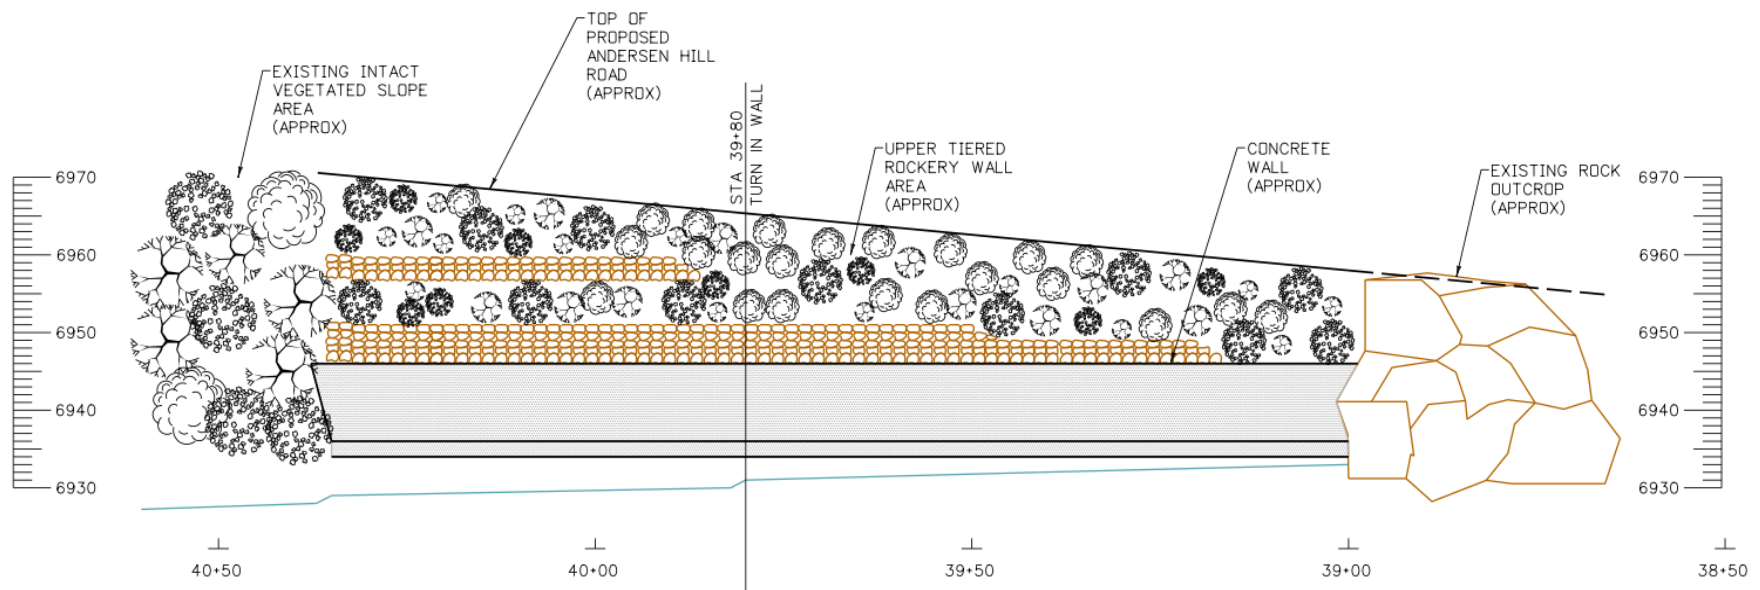 TOP OF
PROPOSED
ANDERSEN HILL
ROAD
(APPROX)
EXISTING INTACT
VEGETATED SLOPE
AREA
(APPROX)
STA 39+80
TURN IN WALL
UPPER TIERED
ROCKERY WALL
AREA
(APPROX)
CONCRETE
WALL
(APPROX)
EXISTING ROCK
OUTCROP
(APPROX)
6970
6960
6950
6940
6930
6970
6960
6950
6940
6930
40+50
40+00
39+50
39+00
38+50